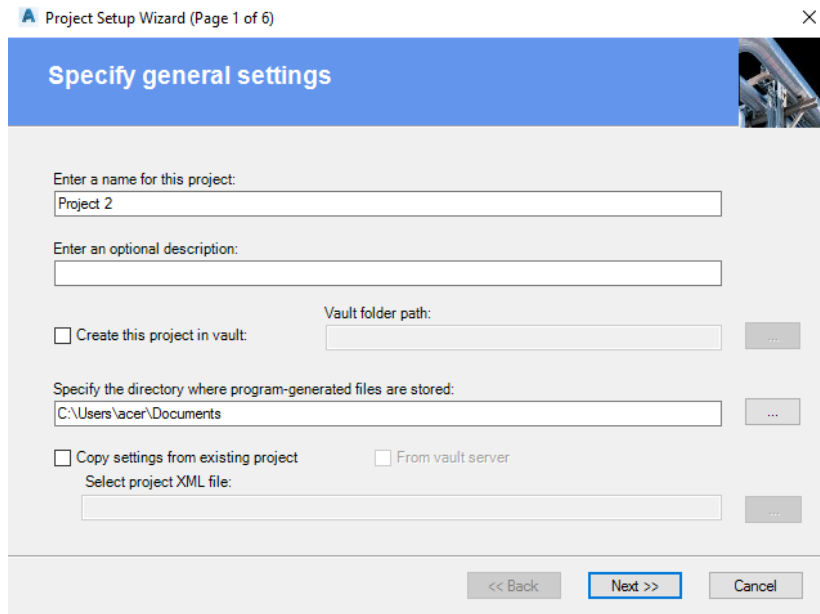 Project Setup Wizard (Page 1 of 6)
Specify general settings
Enter a name for this project:
Project 2
Enter an optional description:
Vault folder path:
Create this project in vault:
...
Specify the directory where program-generated files are stored:
C:\Users\acer\Documents
...
Copy settings from existing project From vault server
Select project XML file:
...
<< Back Next >> Cancel